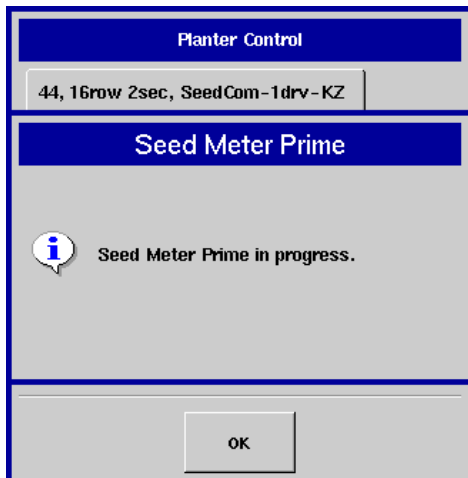 Planter Control
44, 16row 2sec, SeedCom-1drv-KZ
Seed Meter Prime
Seed Meter Prime in progress.
OK